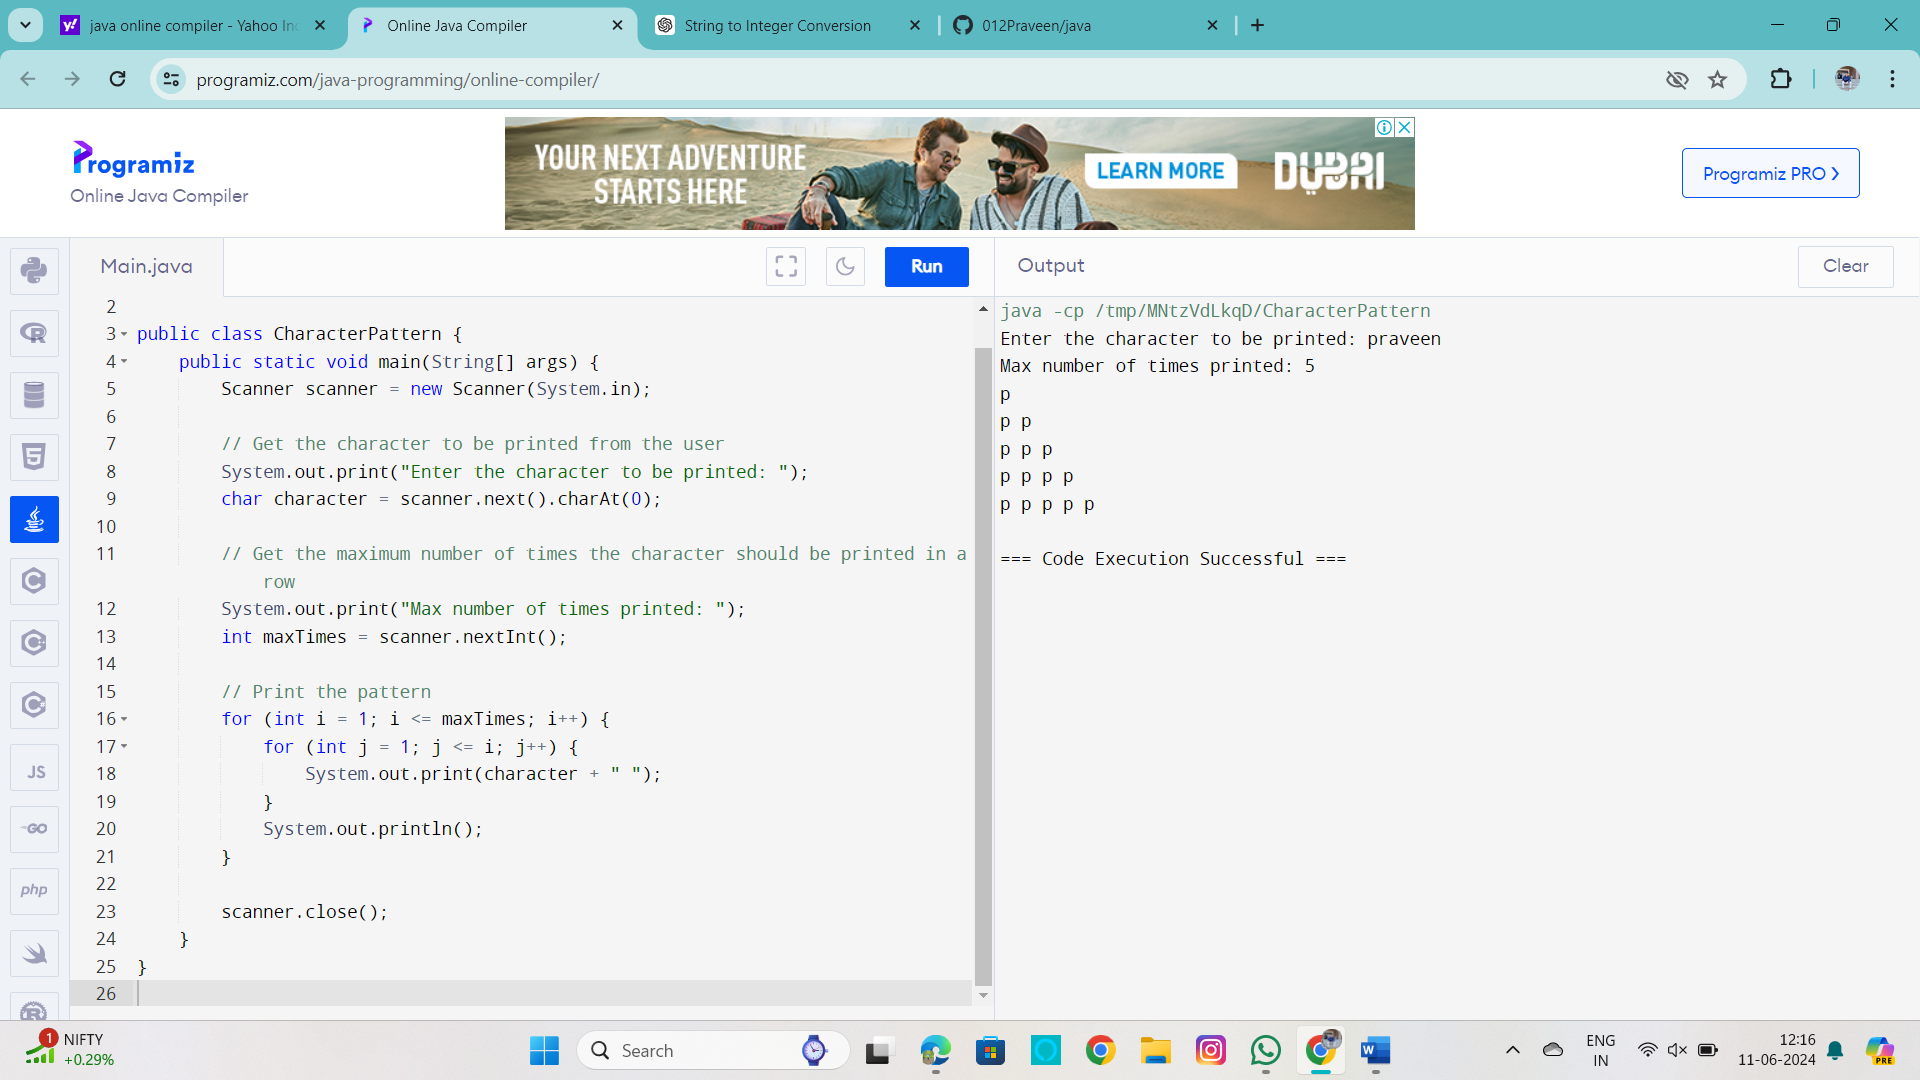 java online compiler - Yahoo In
Online Java Compiler
String to Integer Conversion
012Praveen/java
programiz.com/java-programming/online-compiler/
Programiz
Online Java Compiler
YOUR NEXT ADVENTURE
STARTS HERE
LEARN MORE
DUBAI
Programiz PRO
Main.java
Run
Output
Clear
2
3 public class CharacterPattern {
4 public static void main(String[] args) {
5 Scanner scanner = new Scanner(System.in);
6
7 // Get the character to be printed from the user
8 System.out.print("Enter the character to be printed: ");
9 char character = scanner.next().charAt(0);
10
11 // Get the maximum number of times the character should be printed in a
row
12 System.out.print("Max number of times printed: ");
13 int maxTimes = scanner.nextInt();
14
15 // Print the pattern
16 for (int i = 1; i <= maxTimes; i++) {
17 for (int j = 1; j <= i; j++) {
18 System.out.print(character + " ");
19 }
20 System.out.println();
21 }
22
23 scanner.close();
24 }
25 }
26
java -cp /tmp/MNtzVdLkqD/CharacterPattern
Enter the character to be printed: praveen
Max number of times printed: 5
p
p p
p p p
p p p p
p p p p p
=== Code Execution Successful ===
JS
GO
php
1
NIFTY
+0.29%
Search
W
ENG
IN
12:16
11-06-2024
PRE